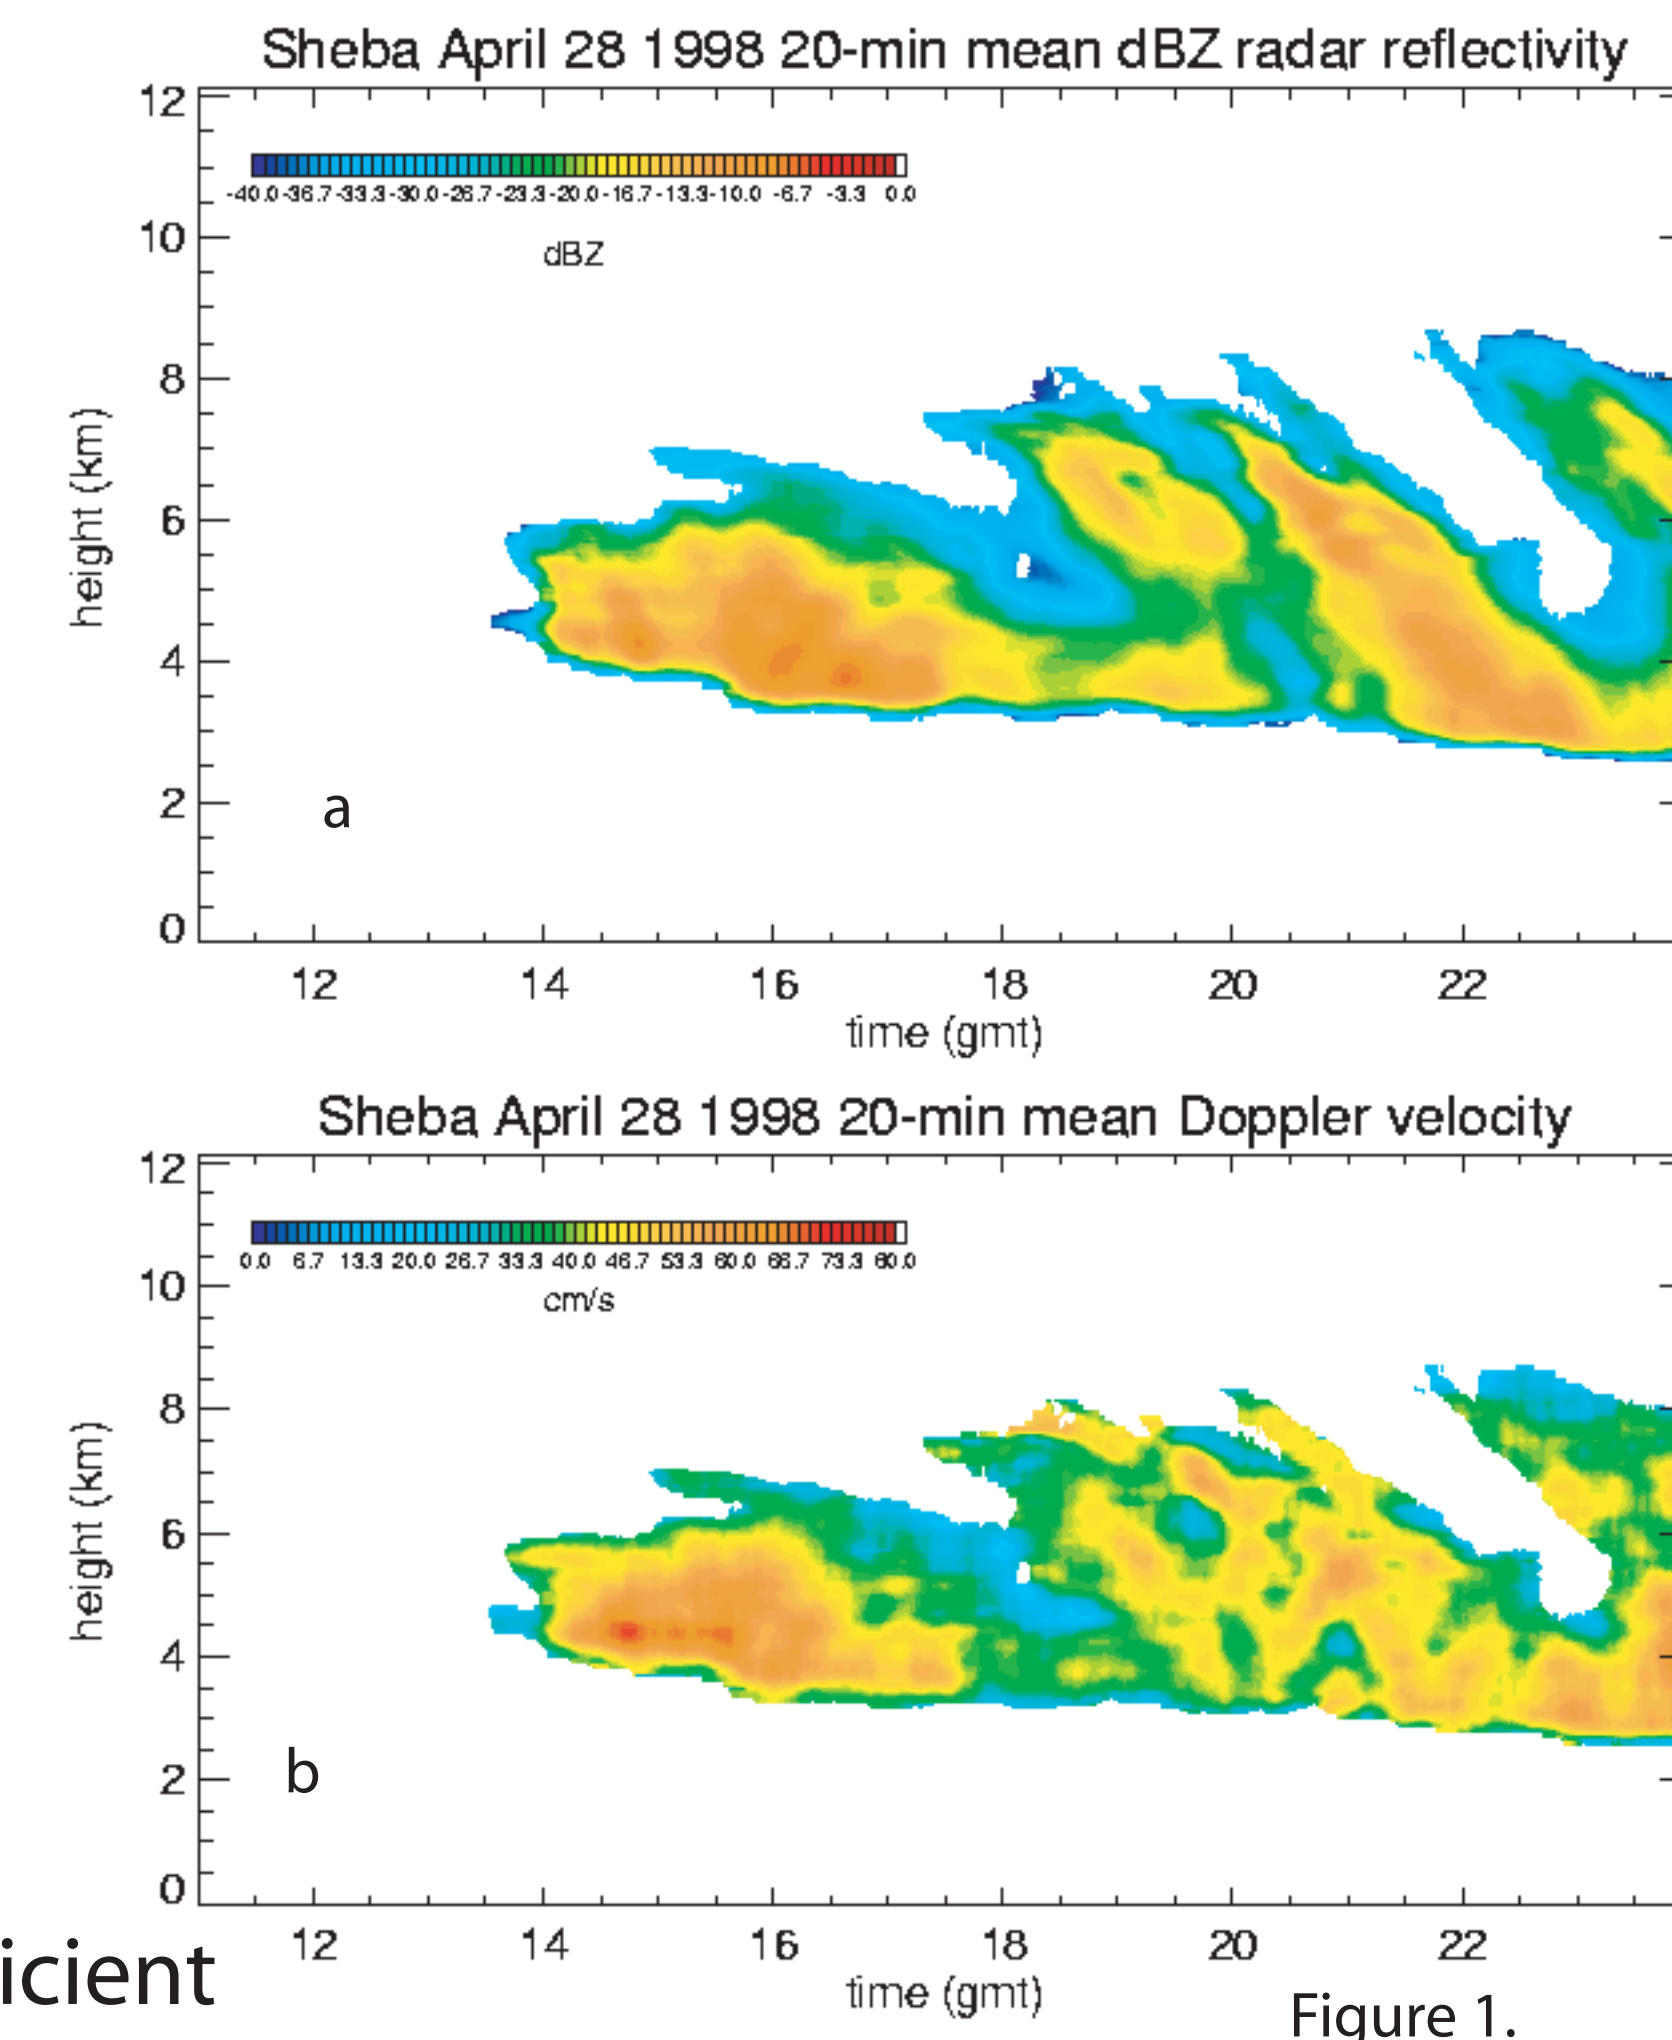 Sheba April 28 1998 20-min mean dBZ radar reflectivity
12
-40.0 -36.7 -33.3 -30.0 -26.7 -23.3 -20.0 -16.7 -13.3 -10.0 -6.7 -3.3 0.0
dBZ
10
8
6
4
2
0
height (km)
a
12 14 16 18 20 22
time (gmt)
Sheba April 28 1998 20-min mean Doppler velocity
12
0.0 6.7 13.3 20.0 26.7 33.3 40.0 46.7 53.3 60.0 66.7 73.3 80.0
cm/s
10
8
6
4
2
0
height (km)
b
12 14 16 18 20 22
time (gmt)
icient
Figure 1.